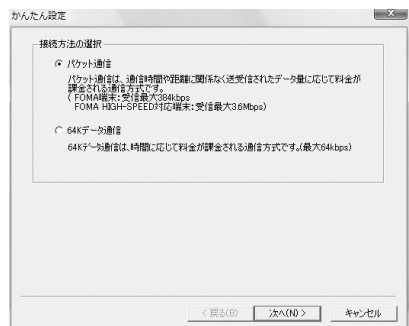 かんたん設定
接続方法の選択
パケット通信
パケット通信は、通信時間や距離に関係なく送受信されたデータ量に応じて料金が
課金される通信方式です。
( FOMA端末：受信最大384kbps
FOMA HIGH-SPEED対応端末：受信最大3.6Mbps)
64Kデータ通信
64Kデータ通信は、時間に応じて料金が課金される通信方式です。(最大64kbps)
< 戻る(B)
次へ(N) >
キャンセル